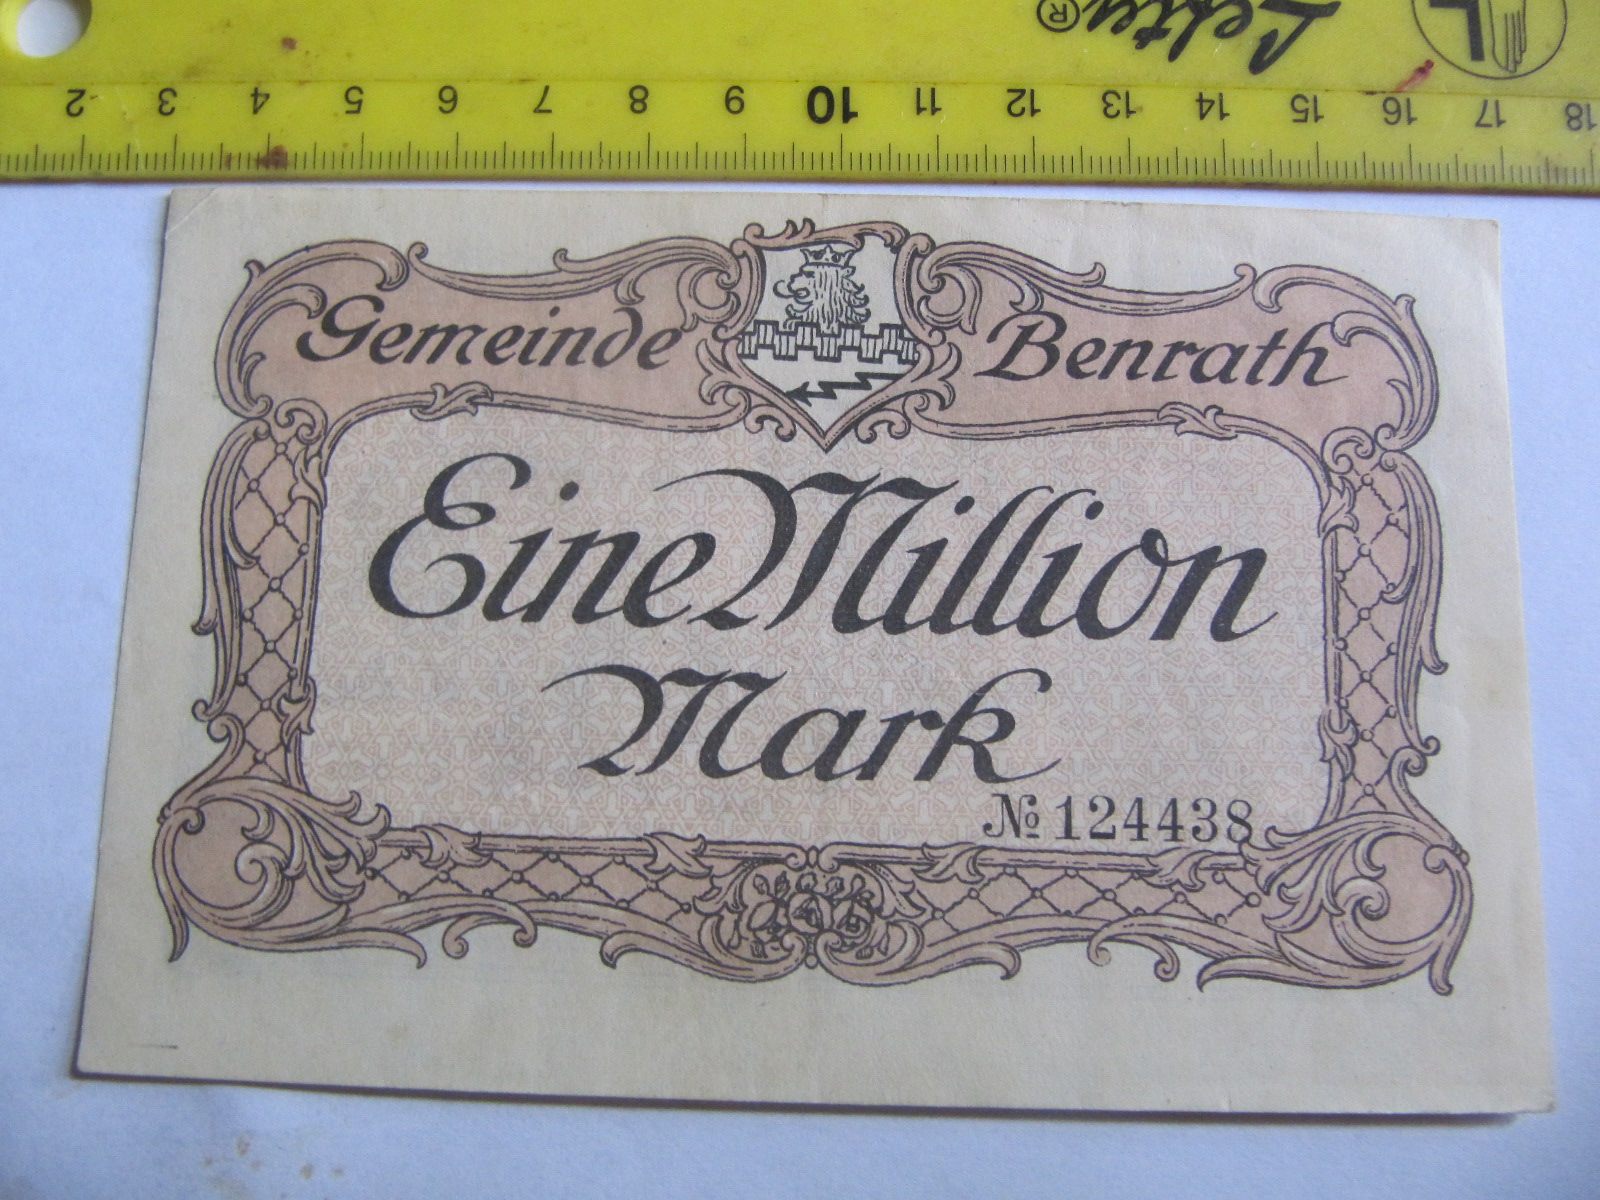 Lefty®
L
2 3 4 5 6 7 8 9 10 11 12 13 14 15 16 17 18
Gemeinde Benrath
Eine Million
Mark
№ 124438